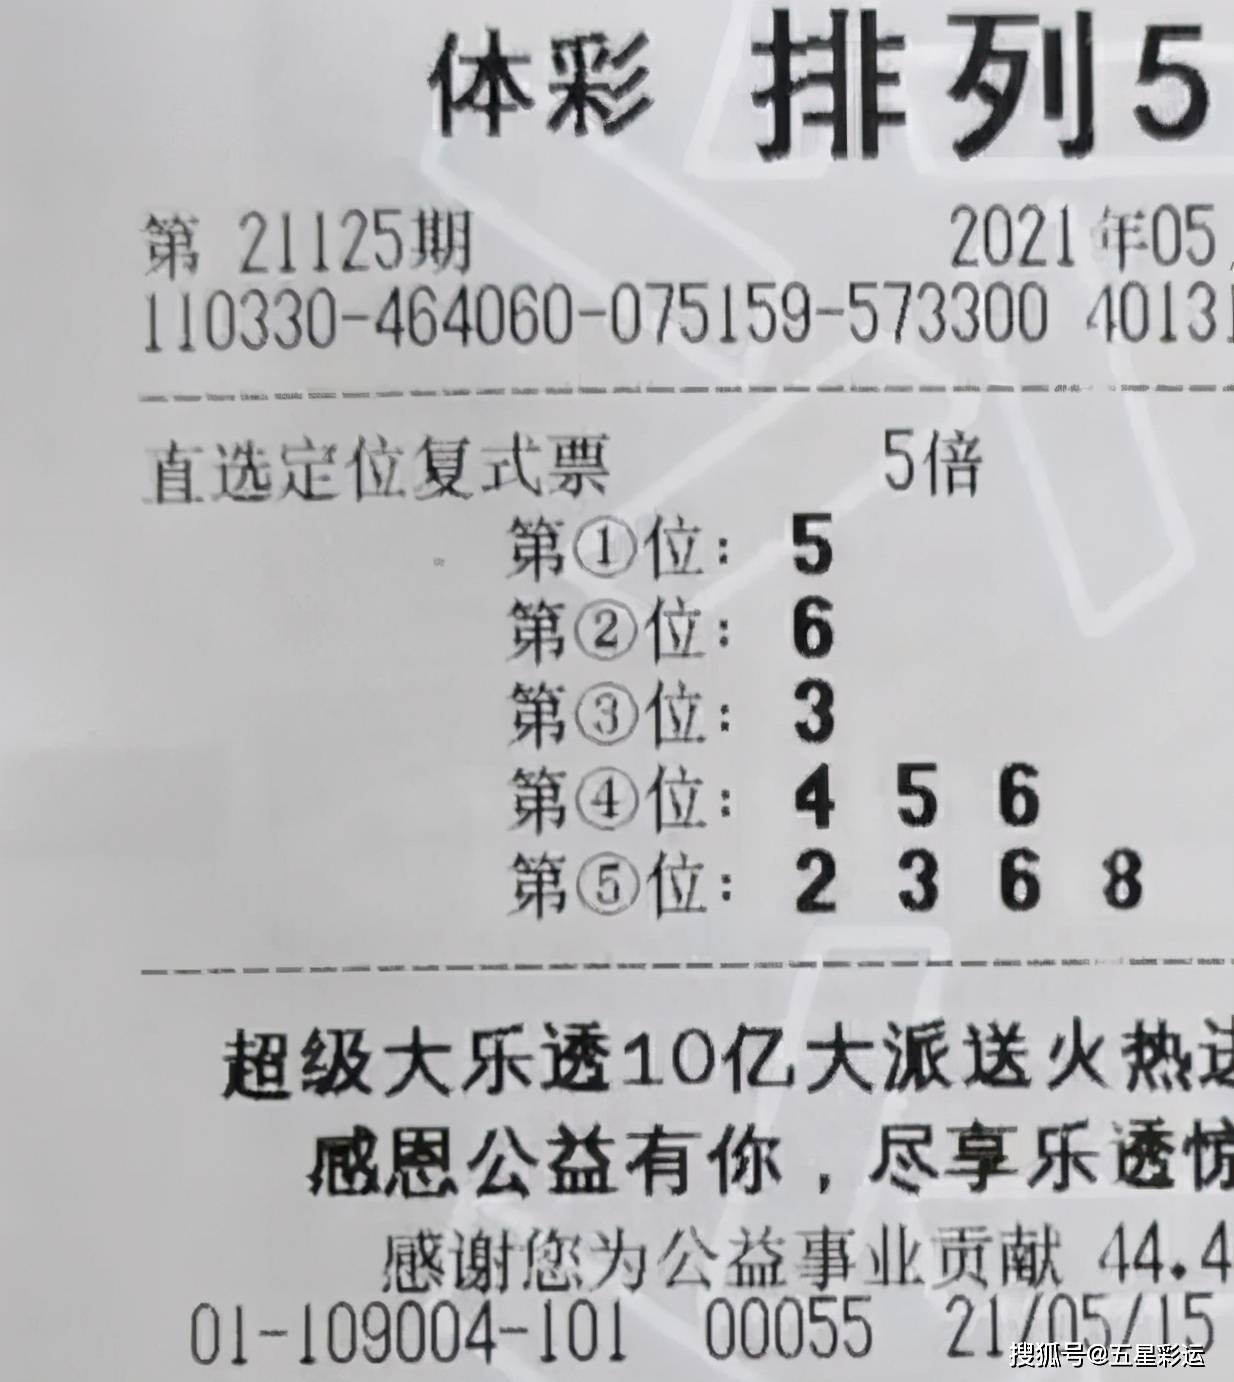 体彩 排列5
第 21125期 2021年05
110330-464060-075159-573300 40131
直选定位复式票 5倍
第①位: 5
第②位: 6
第③位: 3
第④位: 4 5 6
第⑤位: 2 3 6 8
超级大乐透10亿大派送火热进
感恩公益有你，尽享乐透惊
感谢您为公益事业贡献 44.4
01-109004-101 00055 21/05/15
搜狐号@五星彩运